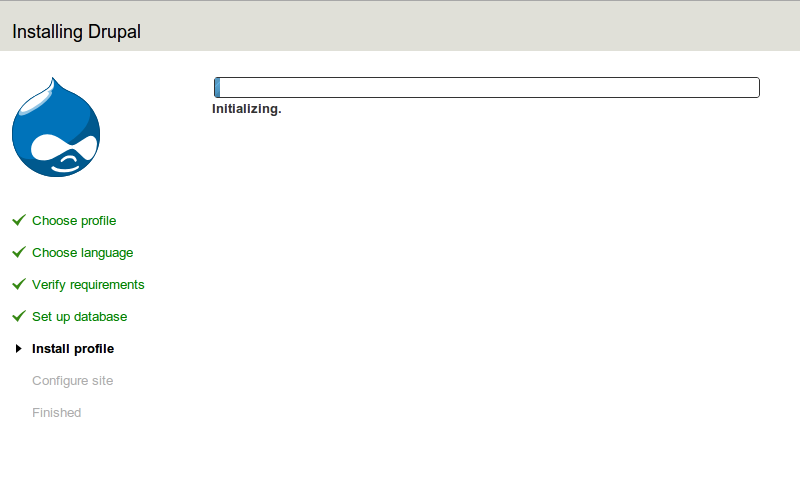 Installing Drupal
Initializing.
Choose profile
Choose language
Verify requirements
Set up database
Install profile
Configure site
Finished